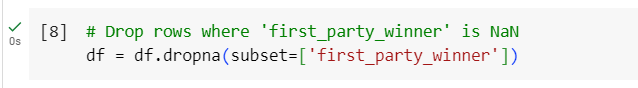 [8] # Drop rows where 'first_party_winner' is NaN
0s
df = df.dropna(subset=['first_party_winner'])